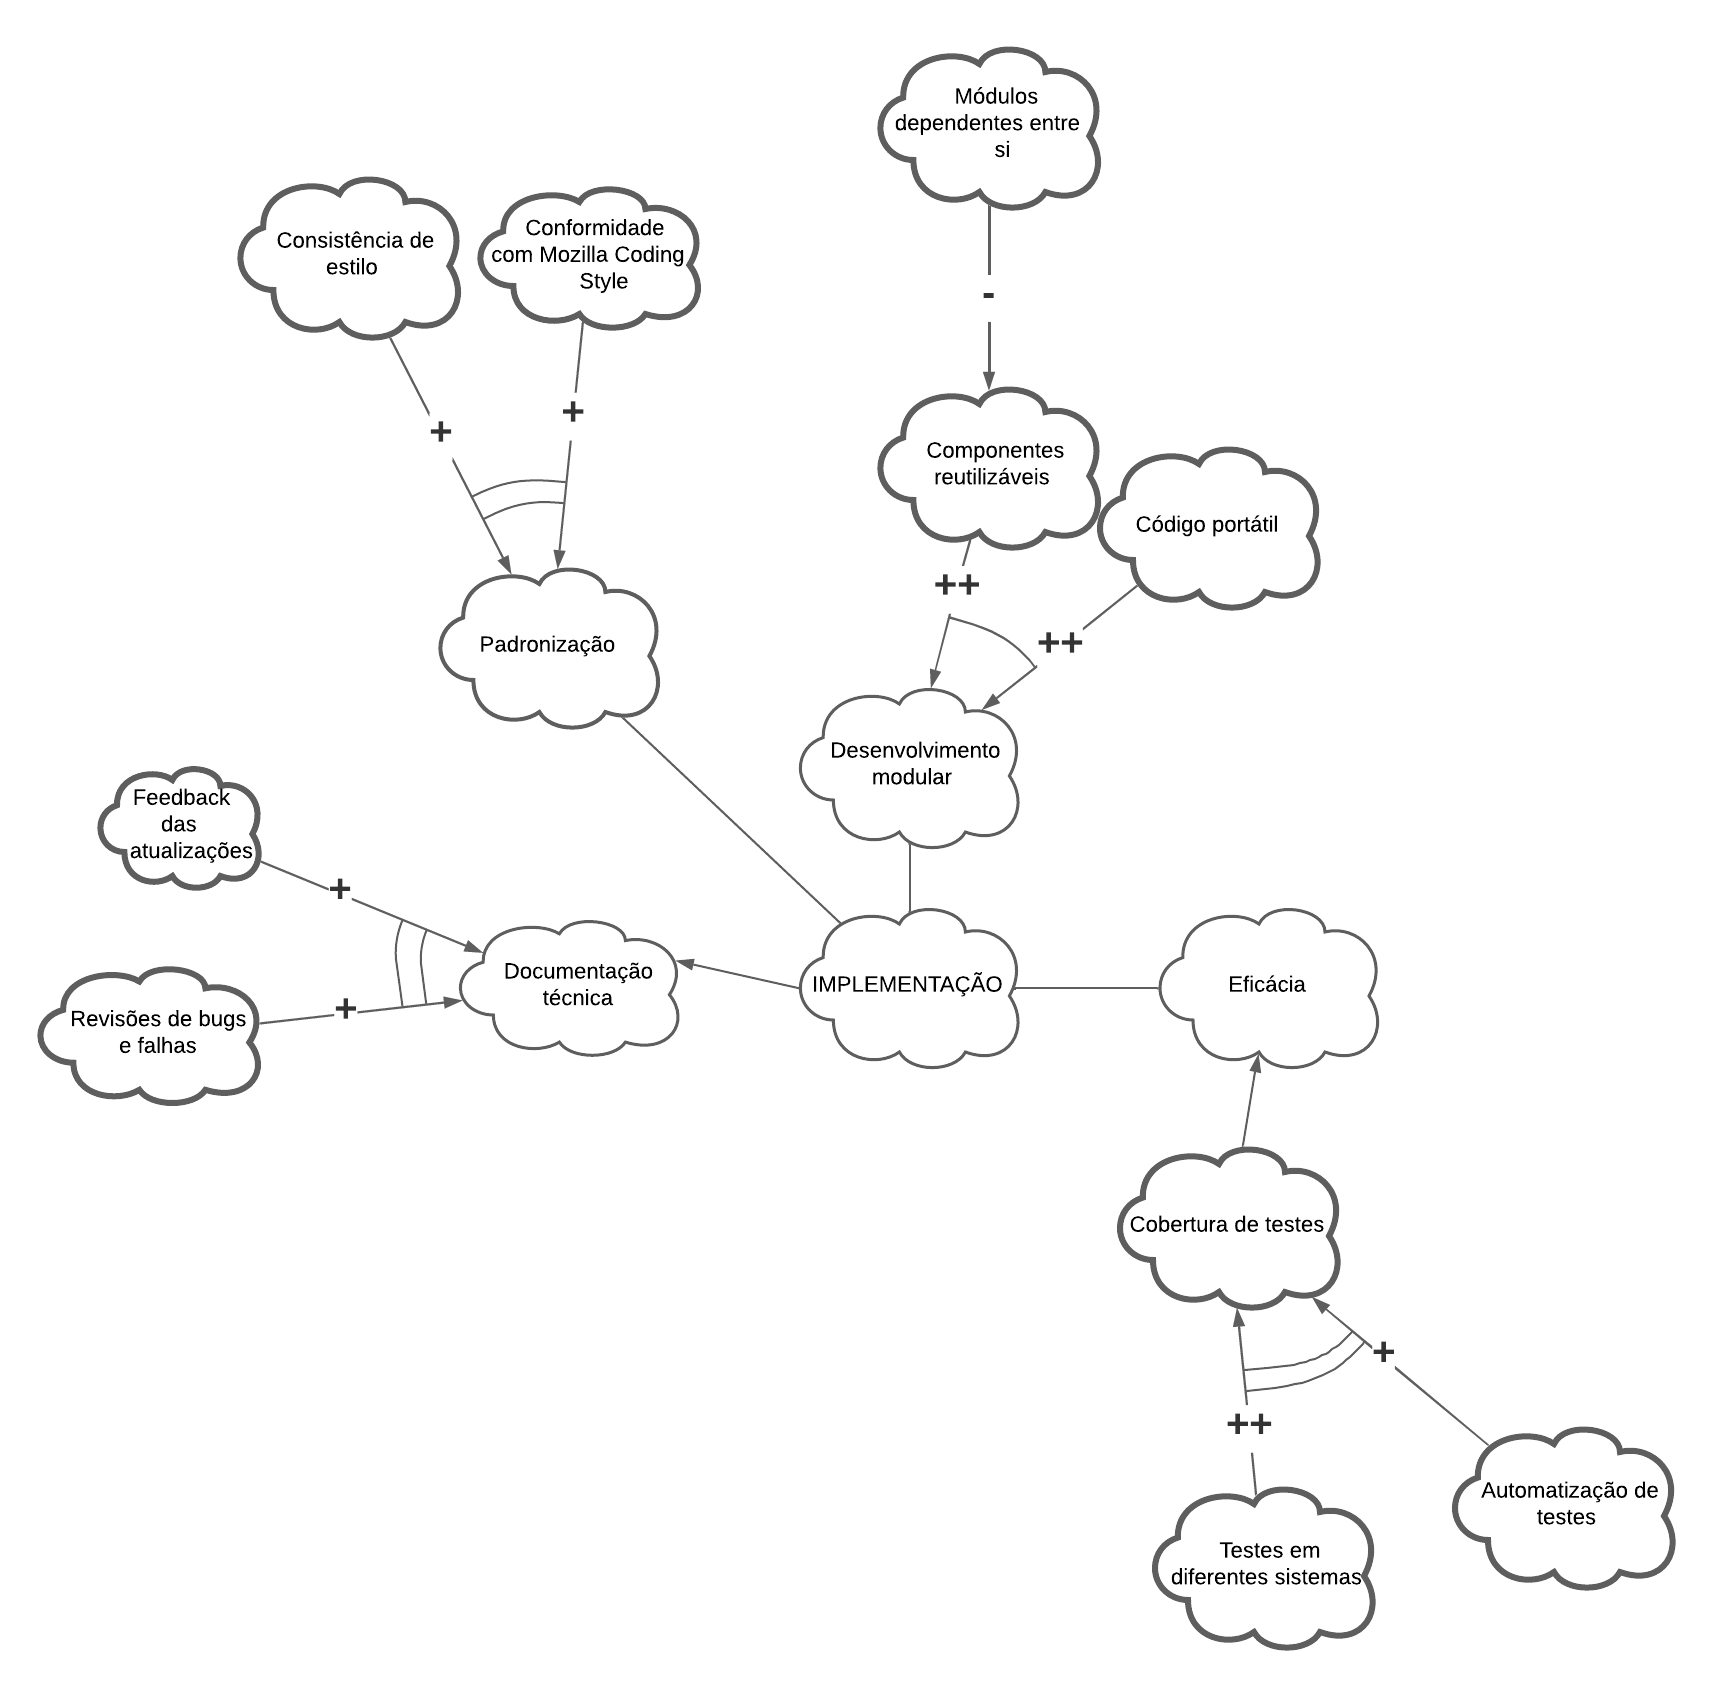 Módulos
dependentes entre
si
Consistência de
estilo
Conformidade
com Mozilla Coding
Style
-
+
+
Componentes
reutilizáveis
Código portátil
++
++
Padronização
Desenvolvimento
modular
Feedback
das
atualizações
+
Documentação
técnica
IMPLEMENTAÇÃO
Eficácia
Revisões de bugs
e falhas
+
Cobertura de testes
+
++
Automatização de
testes
Testes em
diferentes sistemas